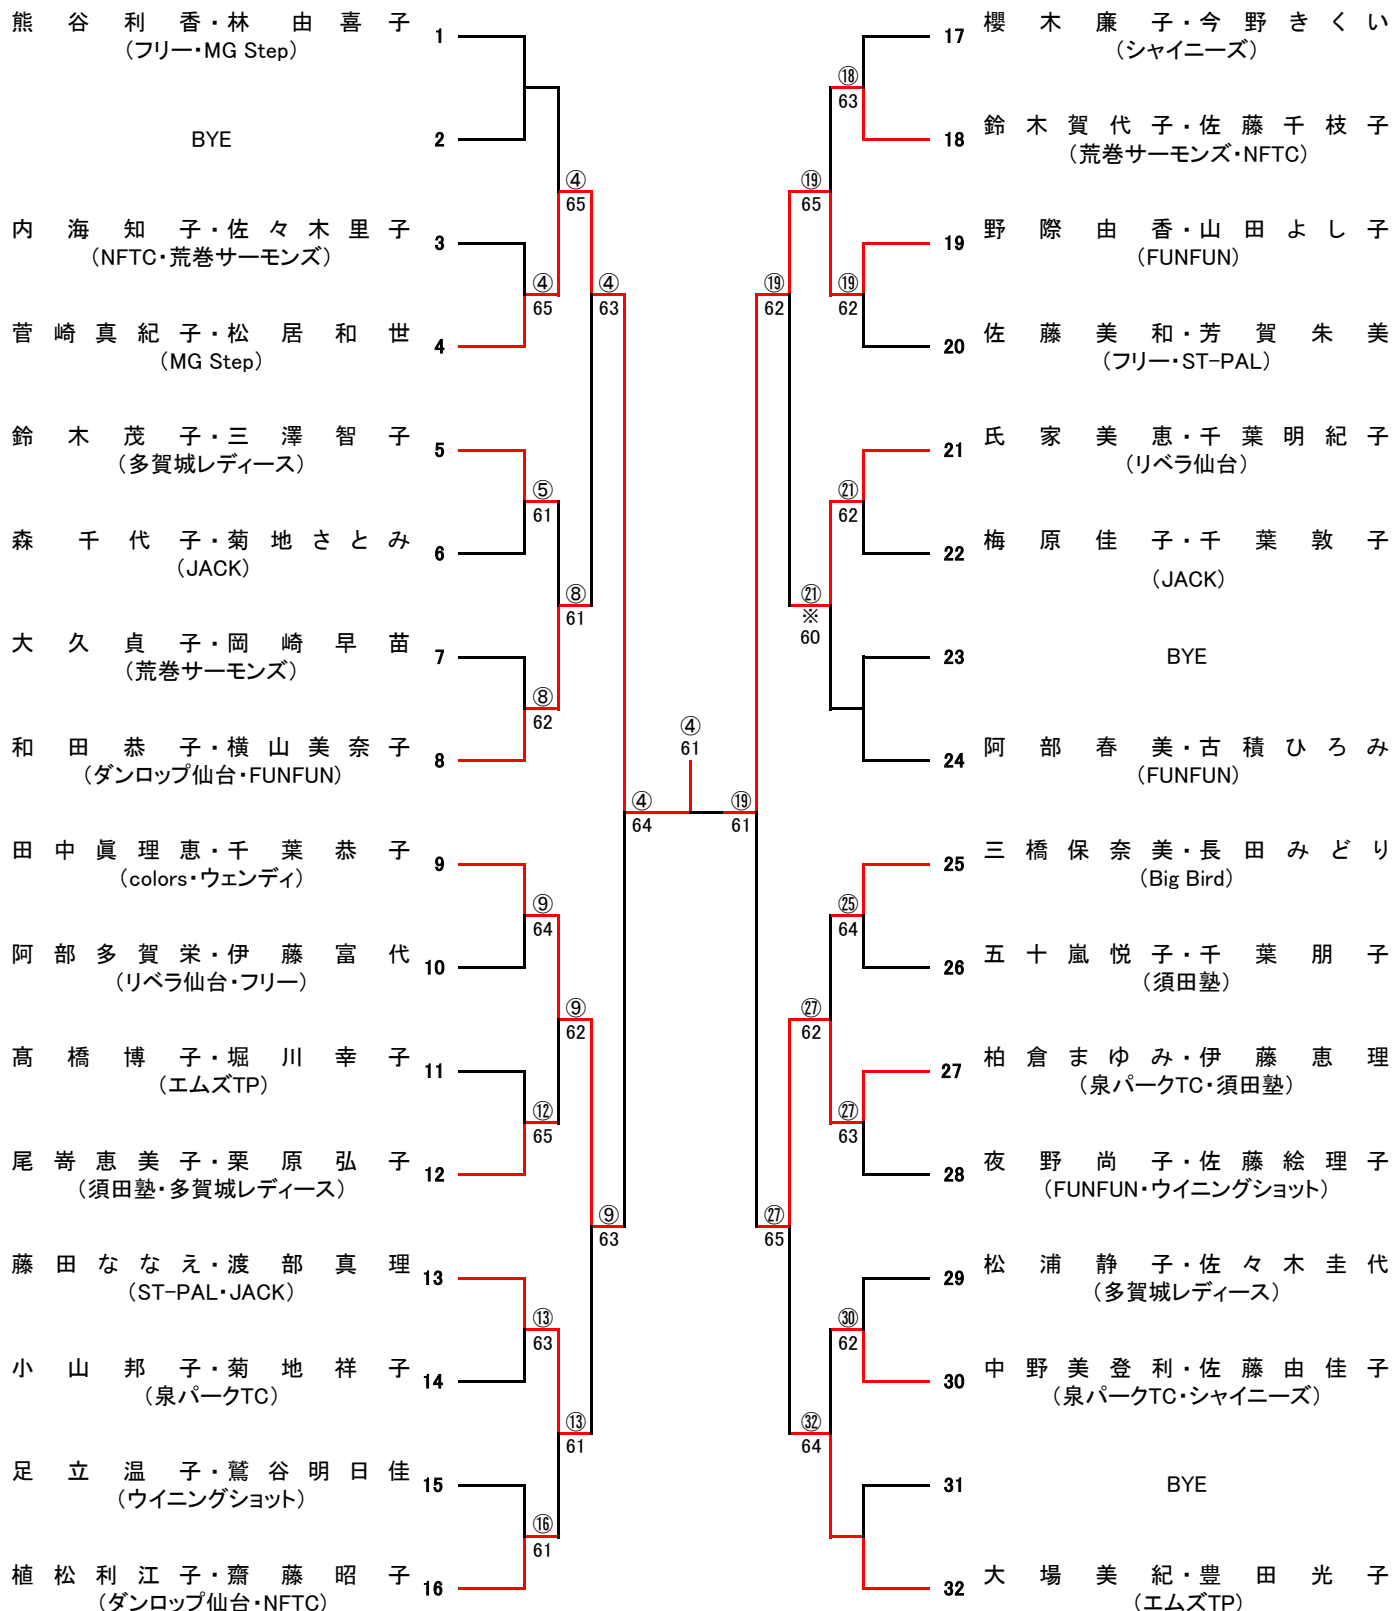 熊谷利香・林由喜子
1
(フリー・MG Step)
BYE
2
内海知子・佐々木里子
3
(NFTC・荒巻サーモンズ)
菅崎真紀子・松居和世
4
(MG Step)
鈴木茂子・三澤智子
5
(多賀城レディース)
森千代子・菊地さとみ
6
(JACK)
大久貞子・岡崎早苗
7
(荒巻サーモンズ)
和田恭子・横山美奈子
8
(ダンロップ仙台・FUNFUN)
田中眞理恵・千葉恭子
9
(colors・ウェンディ)
阿部多賀栄・伊藤富代
10
(リベラ仙台・フリー)
髙橋博子・堀川幸子
11
(エムズTP)
尾嵜恵美子・栗原弘子
12
(須田塾・多賀城レディース)
藤田ななえ・渡部真理
13
(ST-PAL・JACK)
小山邦子・菊地祥子
14
(泉パークTC)
足立温子・鷲谷明日佳
15
(ウイニングショット)
植松利江子・齋藤昭子
16
(ダンロップ仙台・NFTC)
④
65
⑤
61
⑧
62
⑨
64
⑫
65
⑬
63
⑯
61
④
65
⑧
61
⑨
62
⑬
61
④
63
⑨
63
④
64
④
61
⑲
61
⑲
62
㉗
65
⑲
65
㉑
※
60
㉗
62
㉜
64
⑱
63
⑲
62
㉑
62
㉕
64
㉗
63
㉚
62
17
櫻木廉子・今野きくい
(シャイニーズ)
18
鈴木賀代子・佐藤千枝子
(荒巻サーモンズ・NFTC)
19
野際由香・山田よし子
(FUNFUN)
20
佐藤美和・芳賀朱美
(フリー・ST-PAL)
21
氏家美恵・千葉明紀子
(リベラ仙台)
22
梅原佳子・千葉敦子
(JACK)
23
BYE
24
阿部春美・古積ひろみ
(FUNFUN)
25
三橋保奈美・長田みどり
(Big Bird)
26
五十嵐悦子・千葉朋子
(須田塾)
27
柏倉まゆみ・伊藤恵理
(泉パークTC・須田塾)
28
夜野尚子・佐藤絵理子
(FUNFUN・ウイニングショット)
29
松浦静子・佐々木圭代
(多賀城レディース)
30
中野美登利・佐藤由佳子
(泉パークTC・シャイニーズ)
31
BYE
32
大場美紀・豊田光子
(エムズTP)